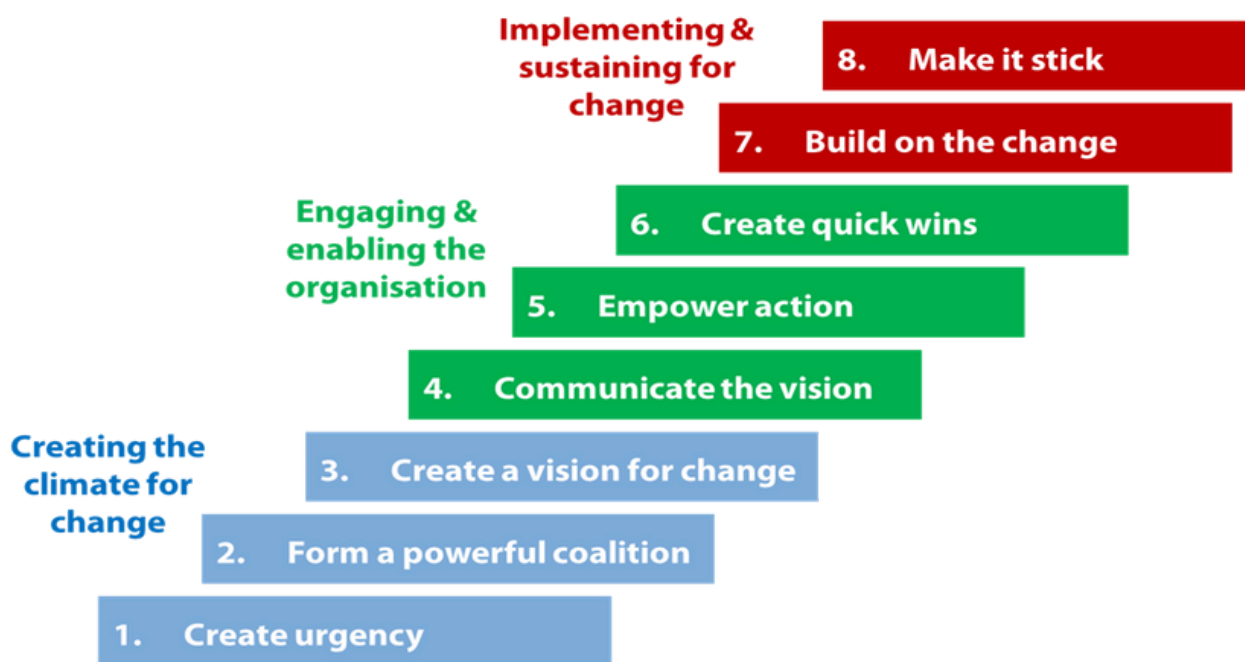 Implementing &
sustaining for
change
8. Make it stick
7. Build on the change
Engaging &
enabling the
organisation
6. Create quick wins
5. Empower action
4. Communicate the vision
Creating the
climate for
change
3. Create a vision for change
2. Form a powerful coalition
1. Create urgency